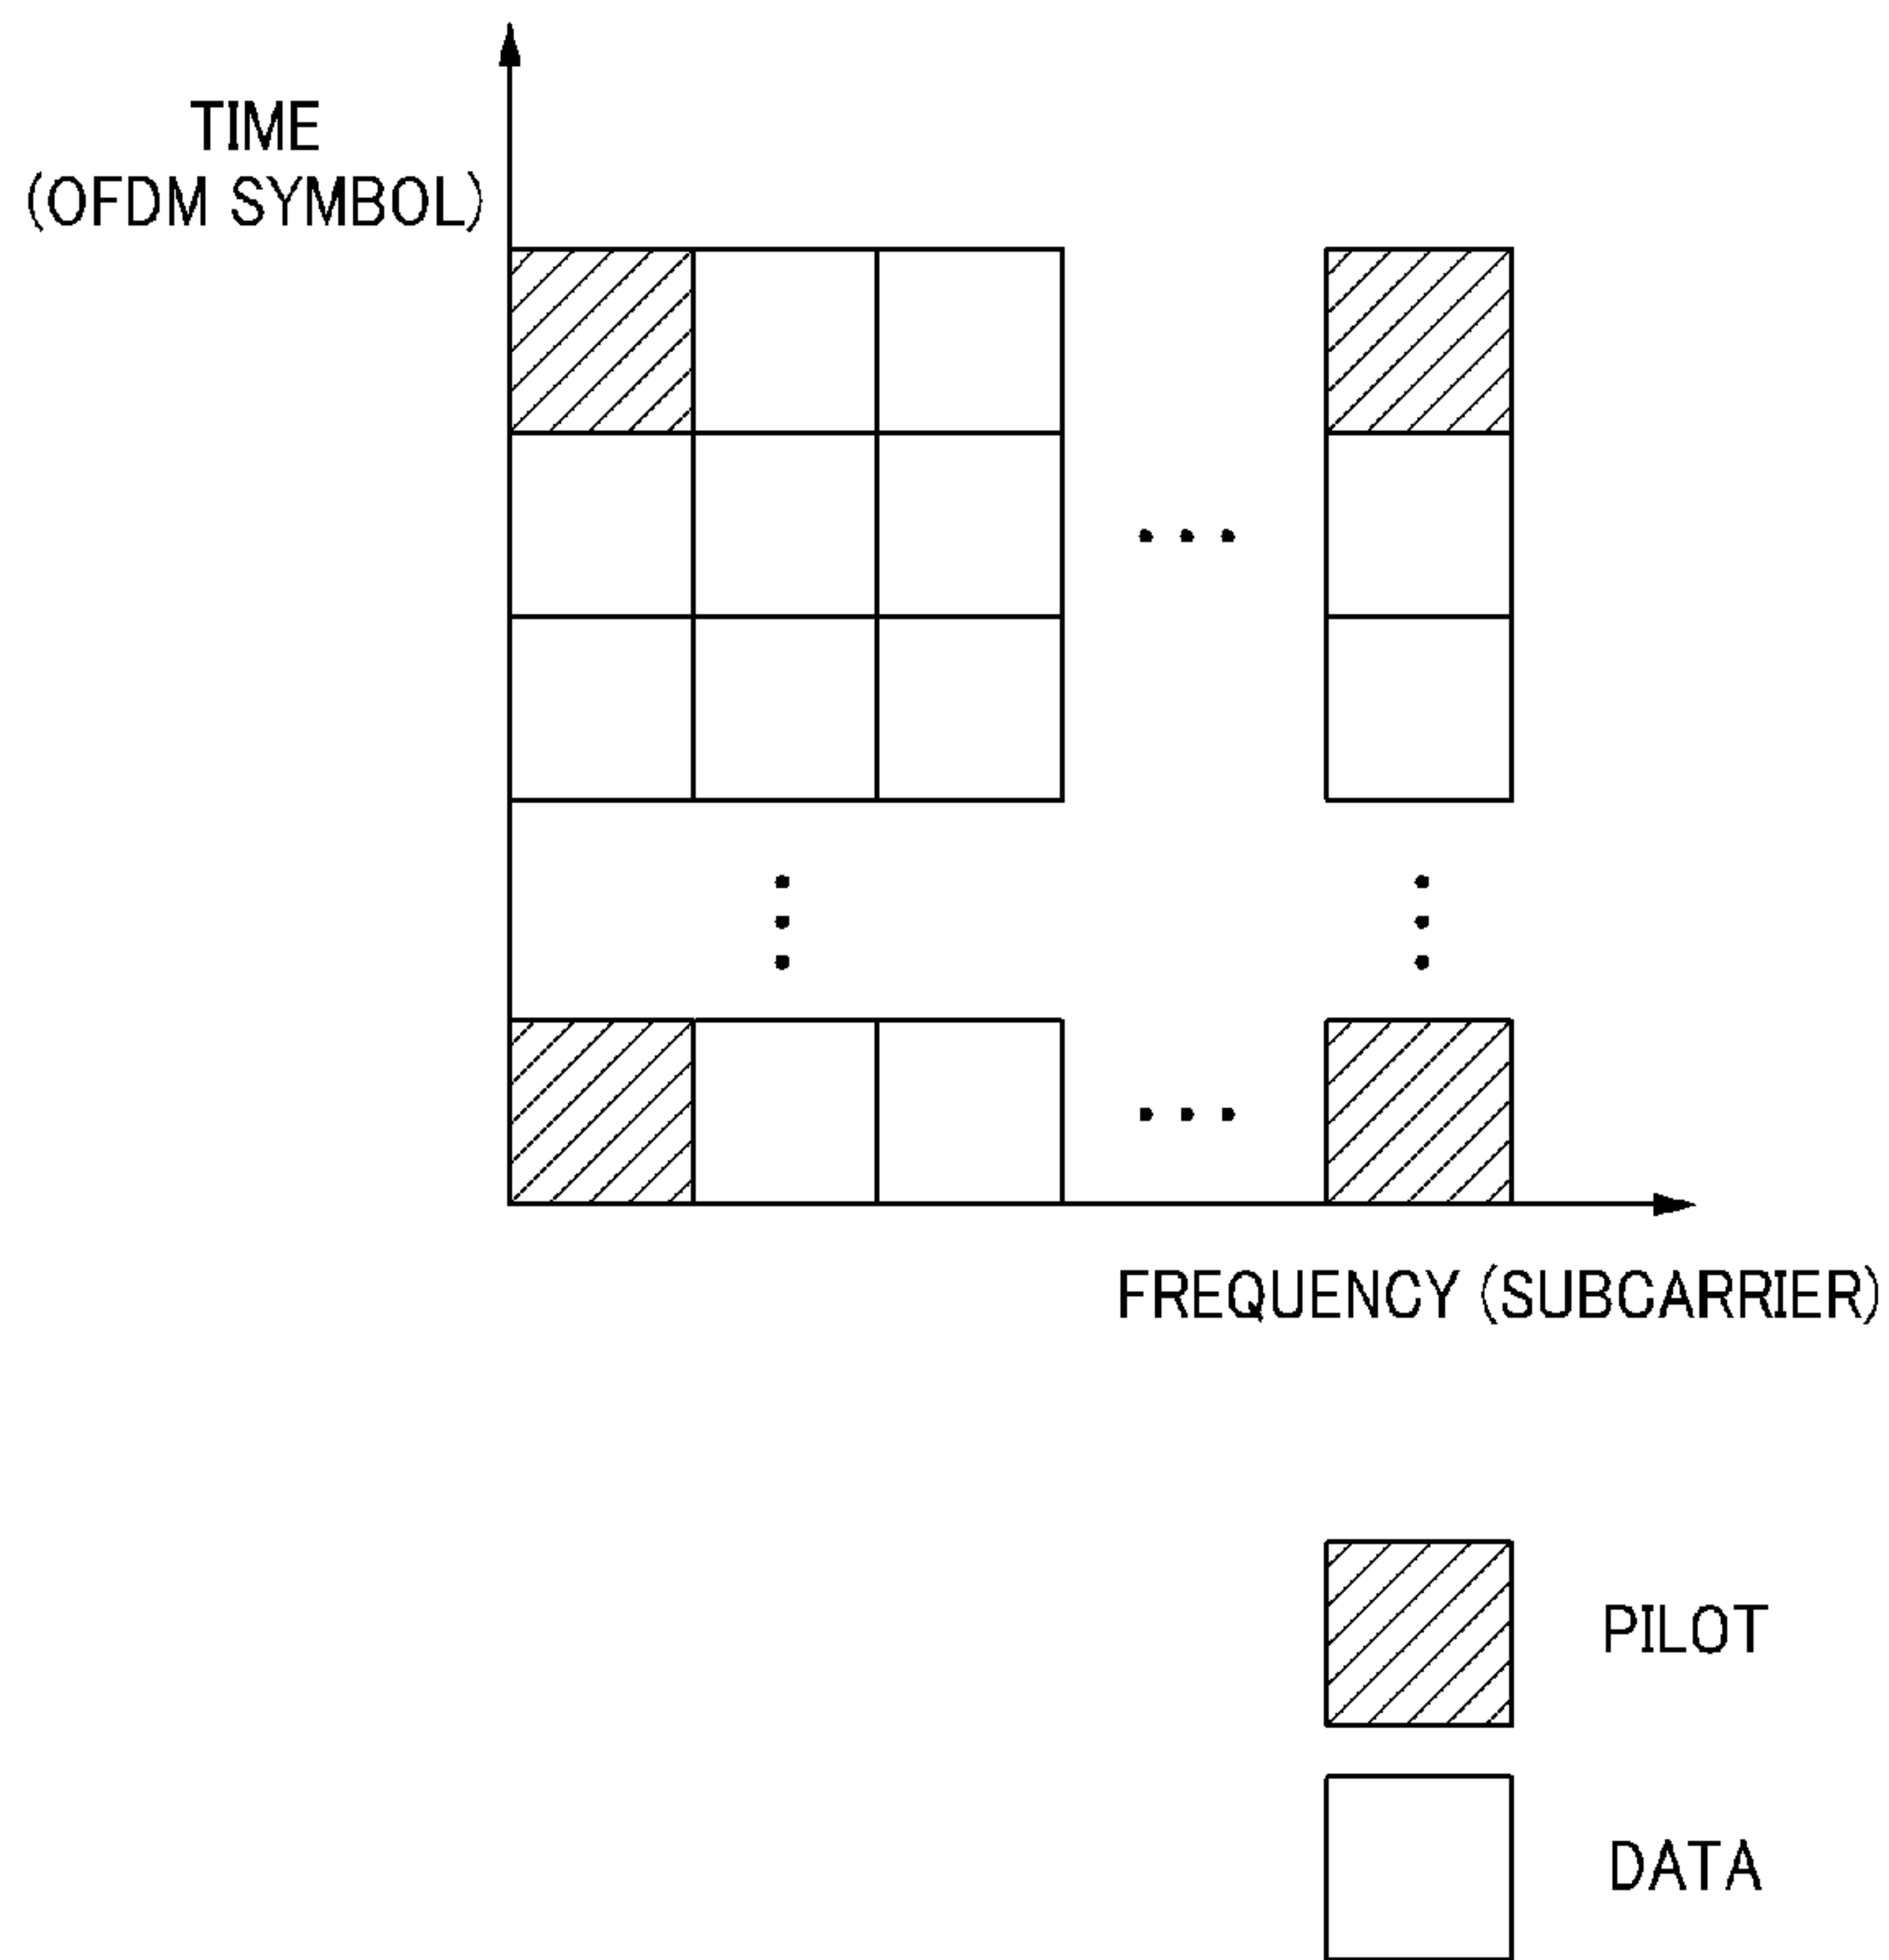 TIME
(OFDM SYMBOL)
FREQUENCY (SUBCARRIER)
PILOT
DATA